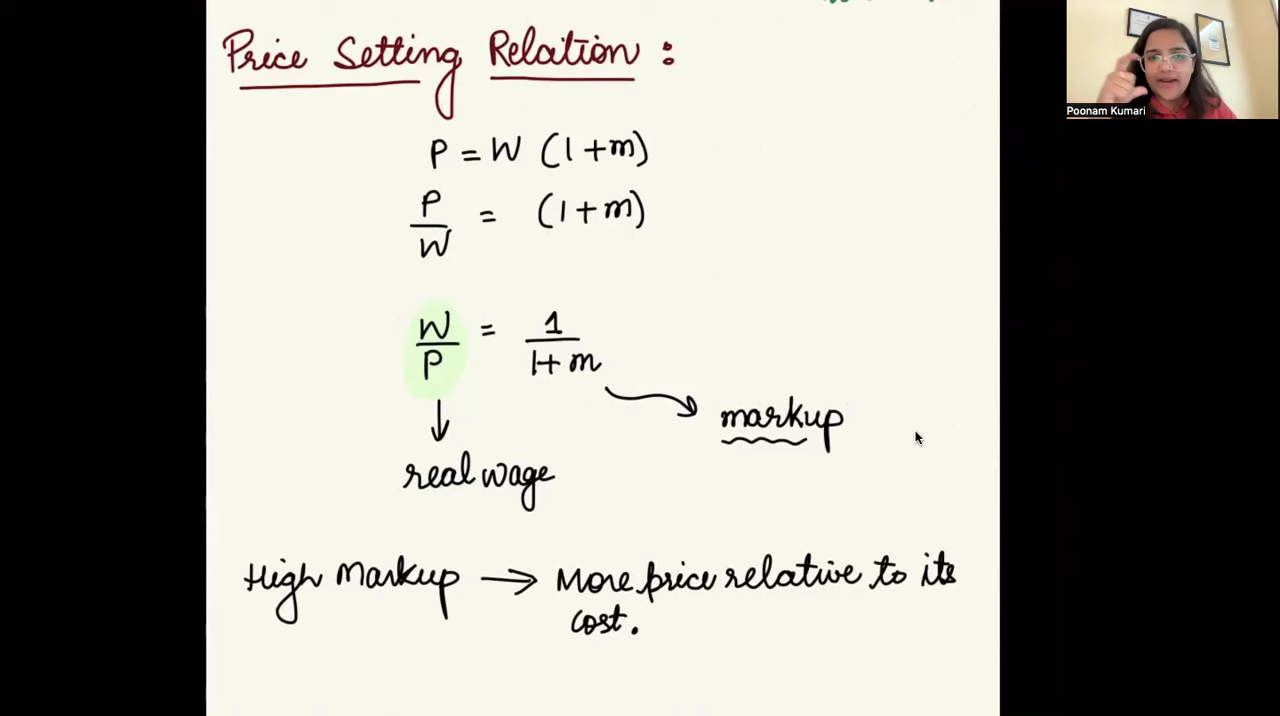 Price Setting Relation :
P = W (1+m)
P/W = (1+m)
W/P = 1/1+m
markup
real wage
High Markup → More price relative to its
cost.
Poonam Kumari